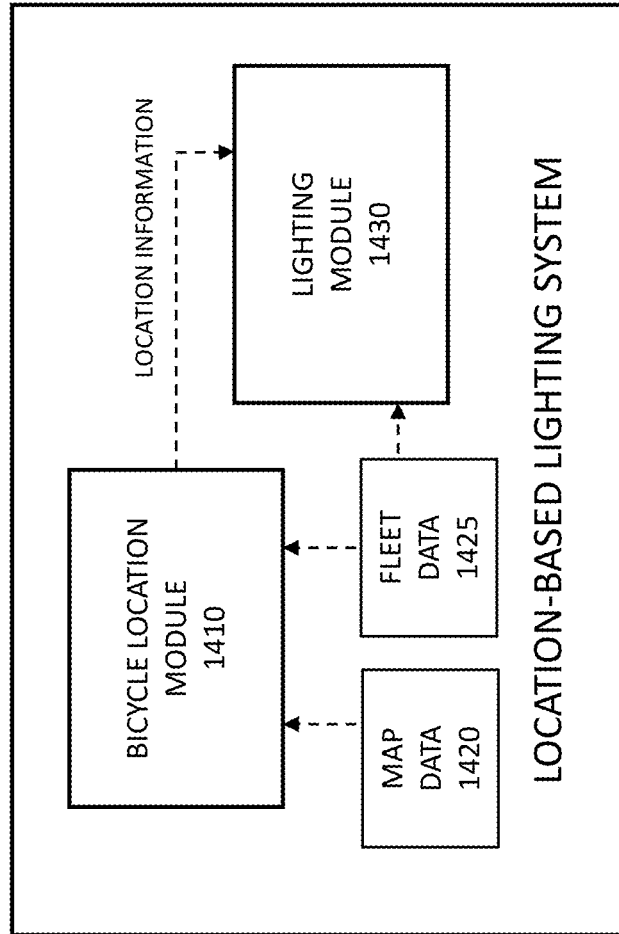 BICYCLE LOCATION
MODULE
1410
LOCATION INFORMATION
LIGHTING
MODULE
1430
MAP
DATA
1420
FLEET
DATA
1425
LOCATION-BASED LIGHTING SYSTEM